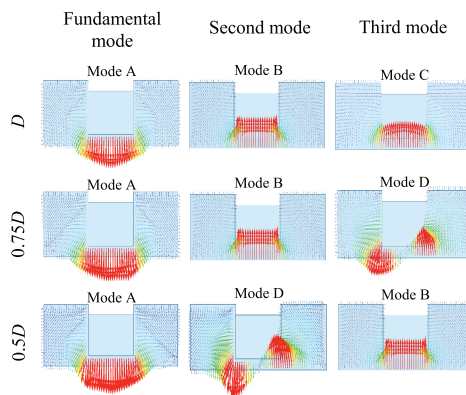 Fundamental mode
Second mode
Third mode
D
Mode A
Mode B
Mode C
0.75D
Mode A
Mode B
Mode D
0.5D
Mode A
Mode D
Mode B